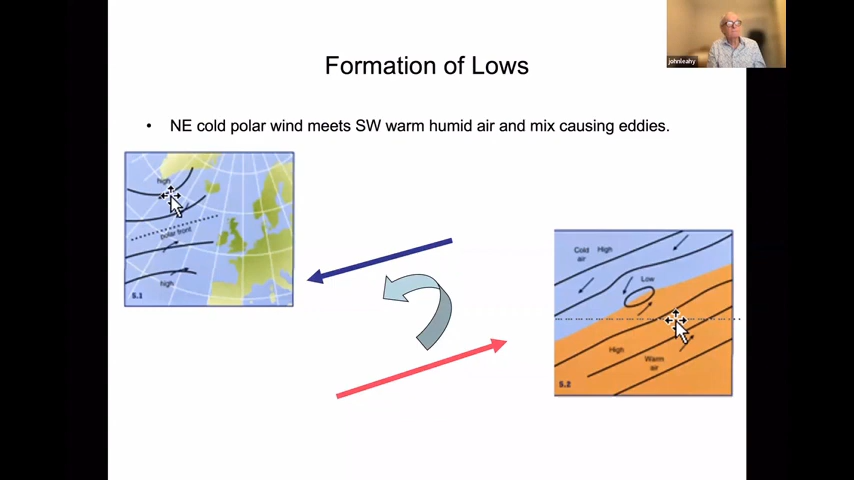 johnleahy
Formation of Lows
• NE cold polar wind meets SW warm humid air and mix causing eddies.
high
polar front
high
5.1
Cold High
air
Low
High
Warm
air
5.2